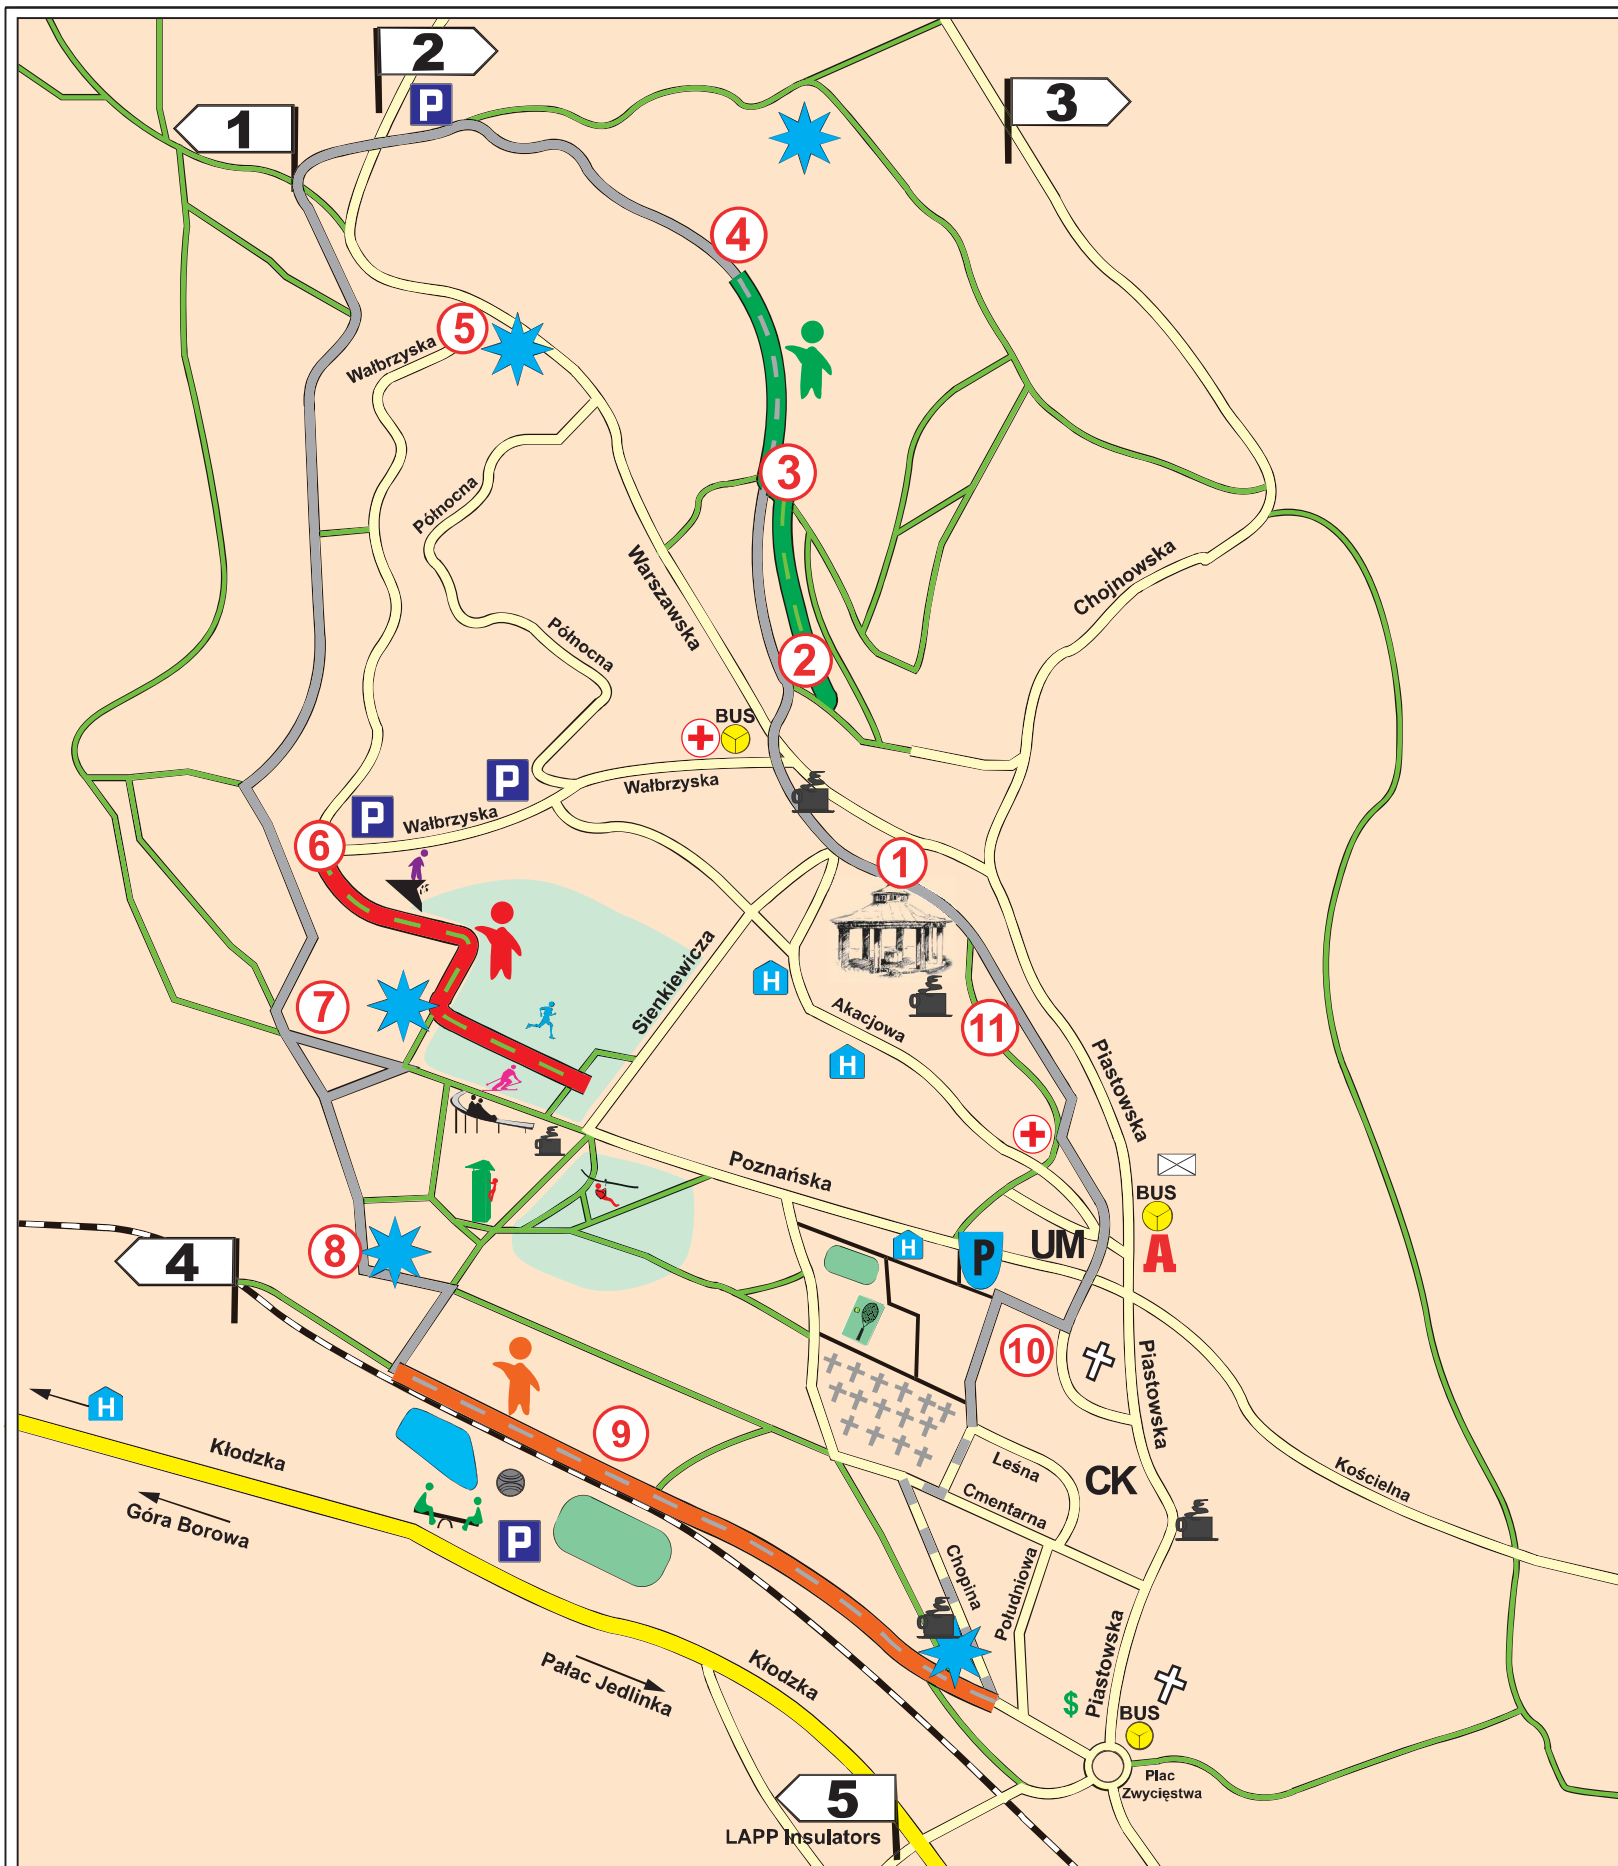 2
P
3
1
4
5
Wałbrzyska
3
Północna
Warszawska
Chojnowska
Północna
2
BUS
P
Wałbrzyska
P
Wałbrzyska
6
1
Sienkiewicza
H
7
Akacjowa
11
H
Piastowska
Poznańska
BUS
8
H
P
UM
A
4
10
Piastowska
H
9
Kłodzka
Leśna
CK
Kościelna
Cmentarna
Góra Borowa
P
Chopina
Południowa
Piastowska
Pałac Jedlinka
Kłodzka
$
BUS
Plac
Zwycięstwa
5
LAPP Insulators